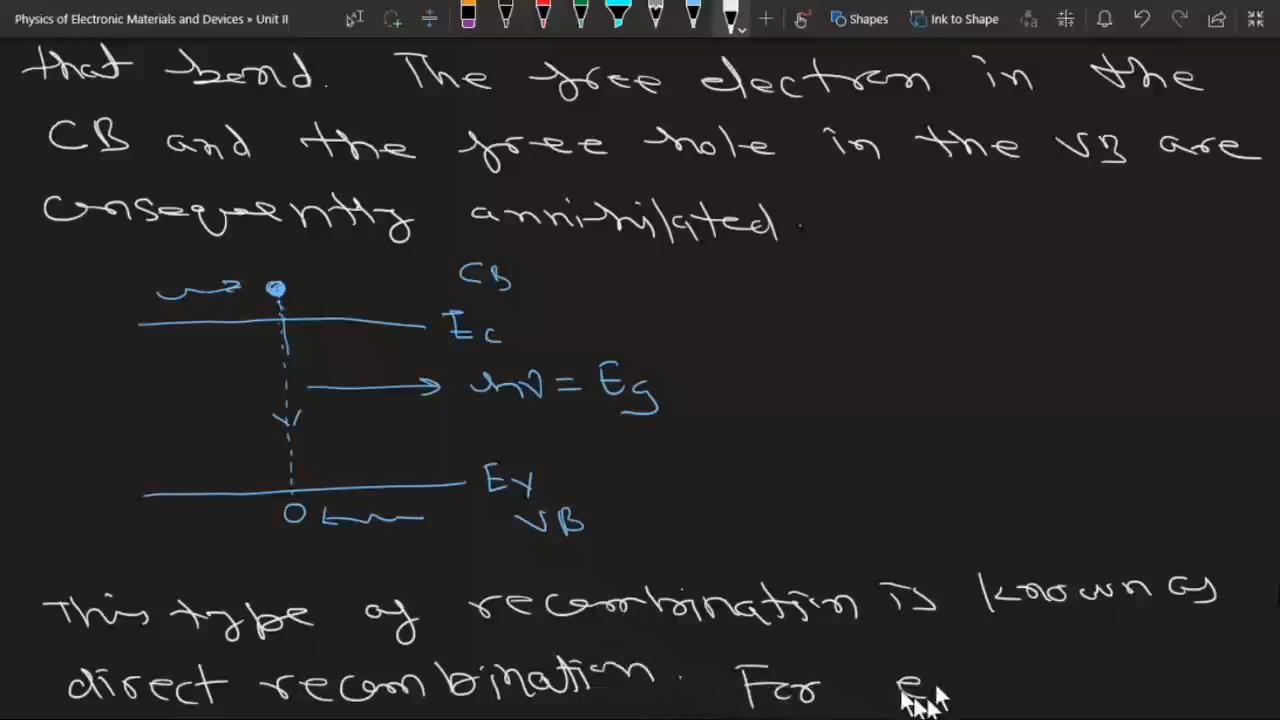 Physics of Electronic Materials and Devices » Unit II
Shapes
Ink to Shape
that bond. The free electron in the
CB and the free hole in the VB are
consequently annihilated.
CB
Ec
hν = Eg
Ev
VB
This type of recombination is known as
direct recombination. For e